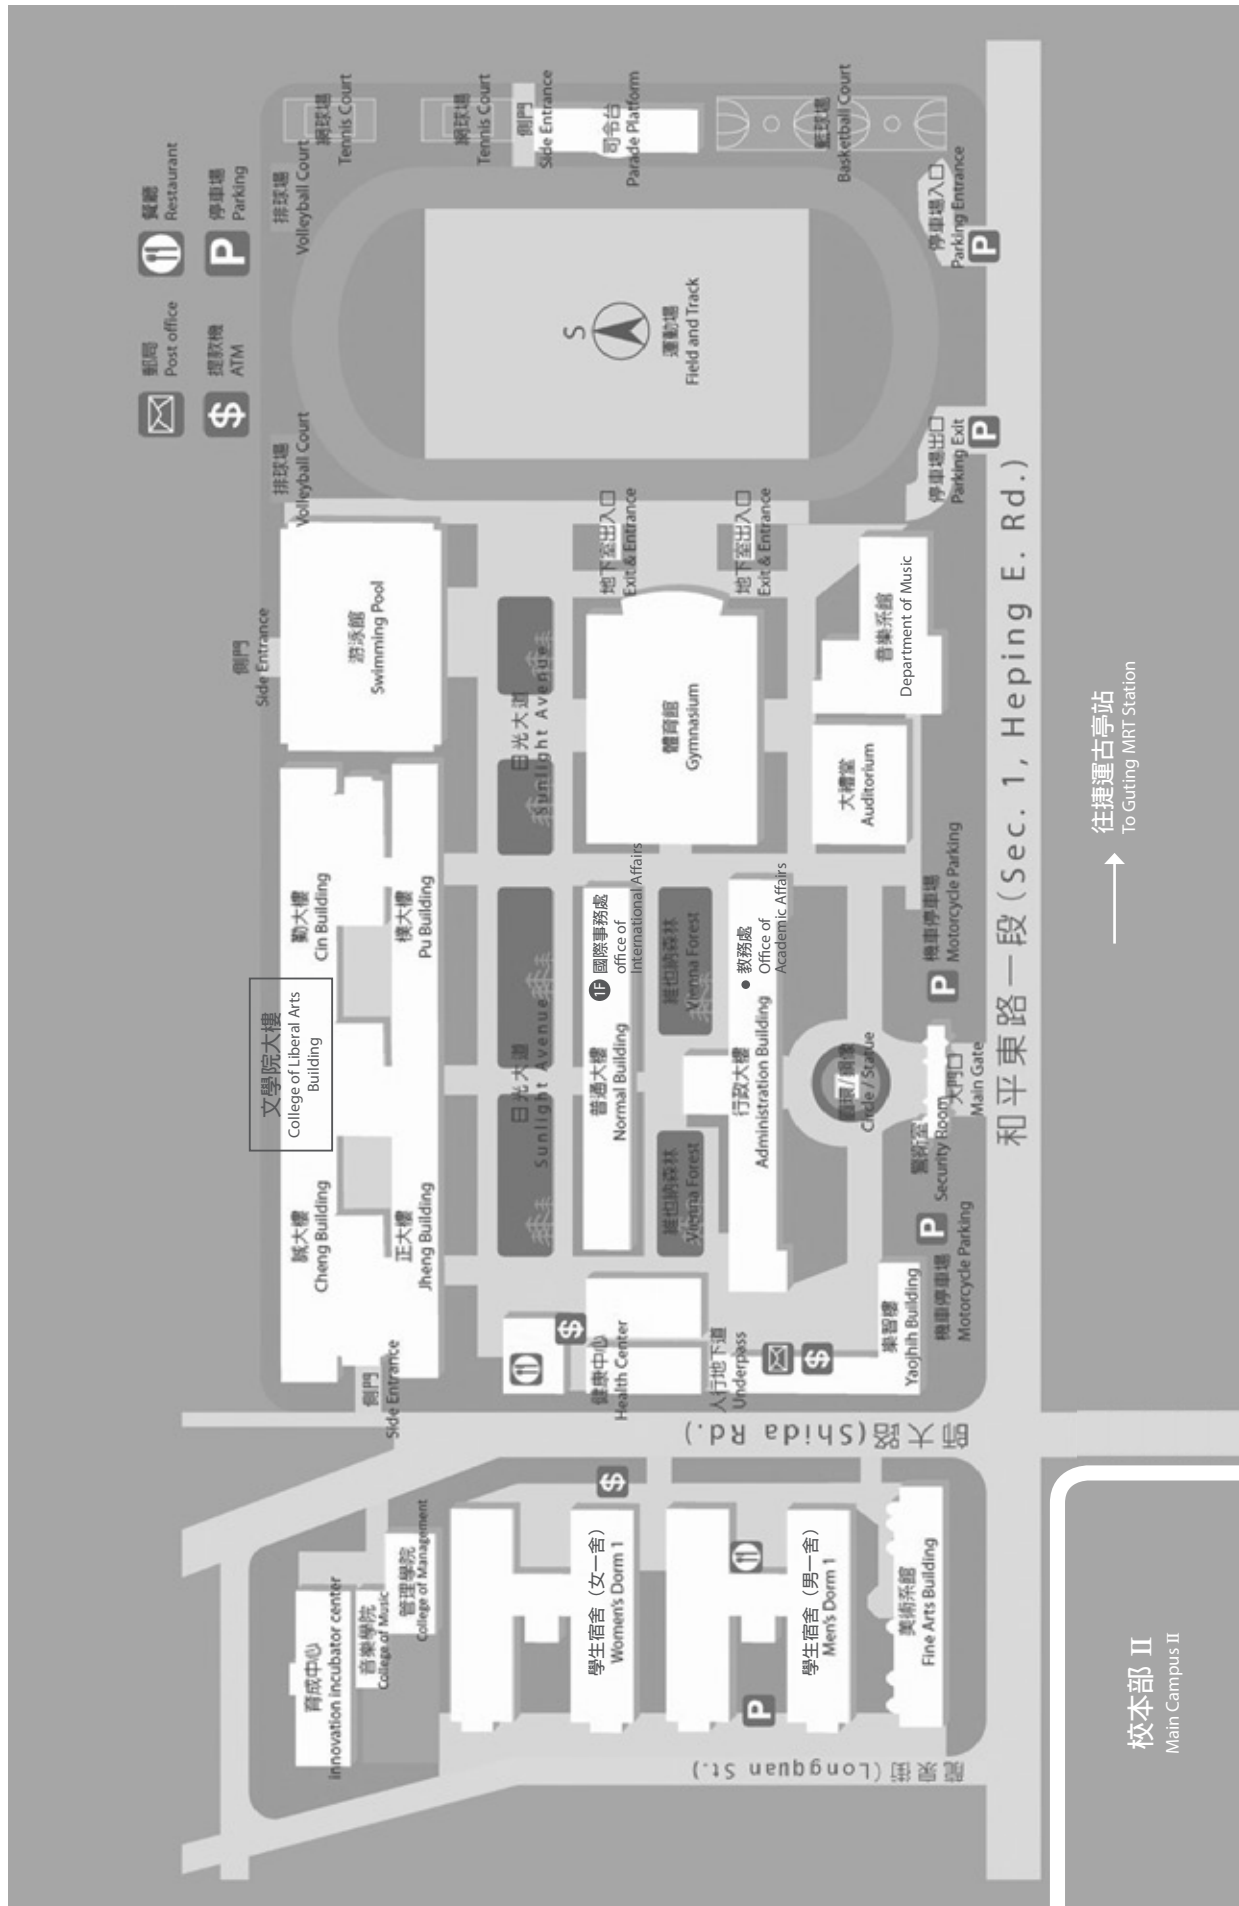 郵局
Post office
餐廳
Restaurant
提款機
ATM
停車場
Parking
育成中心
innovation incubator center
音樂學院
College of Music
管理學院
College of Management
學生宿舍（女一舍）
Women's Dorm 1
學生宿舍（男一舍）
Men's Dorm 1
美術系館
Fine Arts Building
龍泉街(Longquan St.)
師大路(Shida Rd.)
側門
Side Entrance
誠大樓
Cheng Building
正大樓
Jheng Building
文學院大樓
College of Liberal Arts
Building
勤大樓
Cin Building
樸大樓
Pu Building
側門
Side Entrance
游泳館
Swimming Pool
排球場
Volleyball Court
排球場
Volleyball Court
網球場
Tennis Court
網球場
Tennis Court
側門
Side Entrance
司令台
Parade Platform
籃球場
Basketball Court
S
運動場
Field and Track
日光大道
Sunlight Avenue
日光大道
Sunlight Avenue
健康中心
Health Center
人行地下道
Underpass
普通大樓
Normal Building
1F 國際事務處
office of
International Affairs
維也納森林
Vienna Forest
維也納森林
Vienna Forest
行政大樓
Administration Building
• 教務處
Office of
Academic Affairs
體育館
Gymnasium
地下室出入口
Exit & Entrance
地下室出入口
Exit & Entrance
大禮堂
Auditorium
音樂系館
Department of Music
樂智樓
Yaojhih Building
圓環/銅像
Circle / Statue
機車停車場
Motorcycle Parking
警衛室
Security Room
大門口
Main Gate
機車停車場
Motorcycle Parking
停車場出口
Parking Exit
停車場入口
Parking Entrance
和平東路一段(Sec. 1, Heping E. Rd.)
往捷運古亭站
To Guting MRT Station
校本部 II
Main Campus II